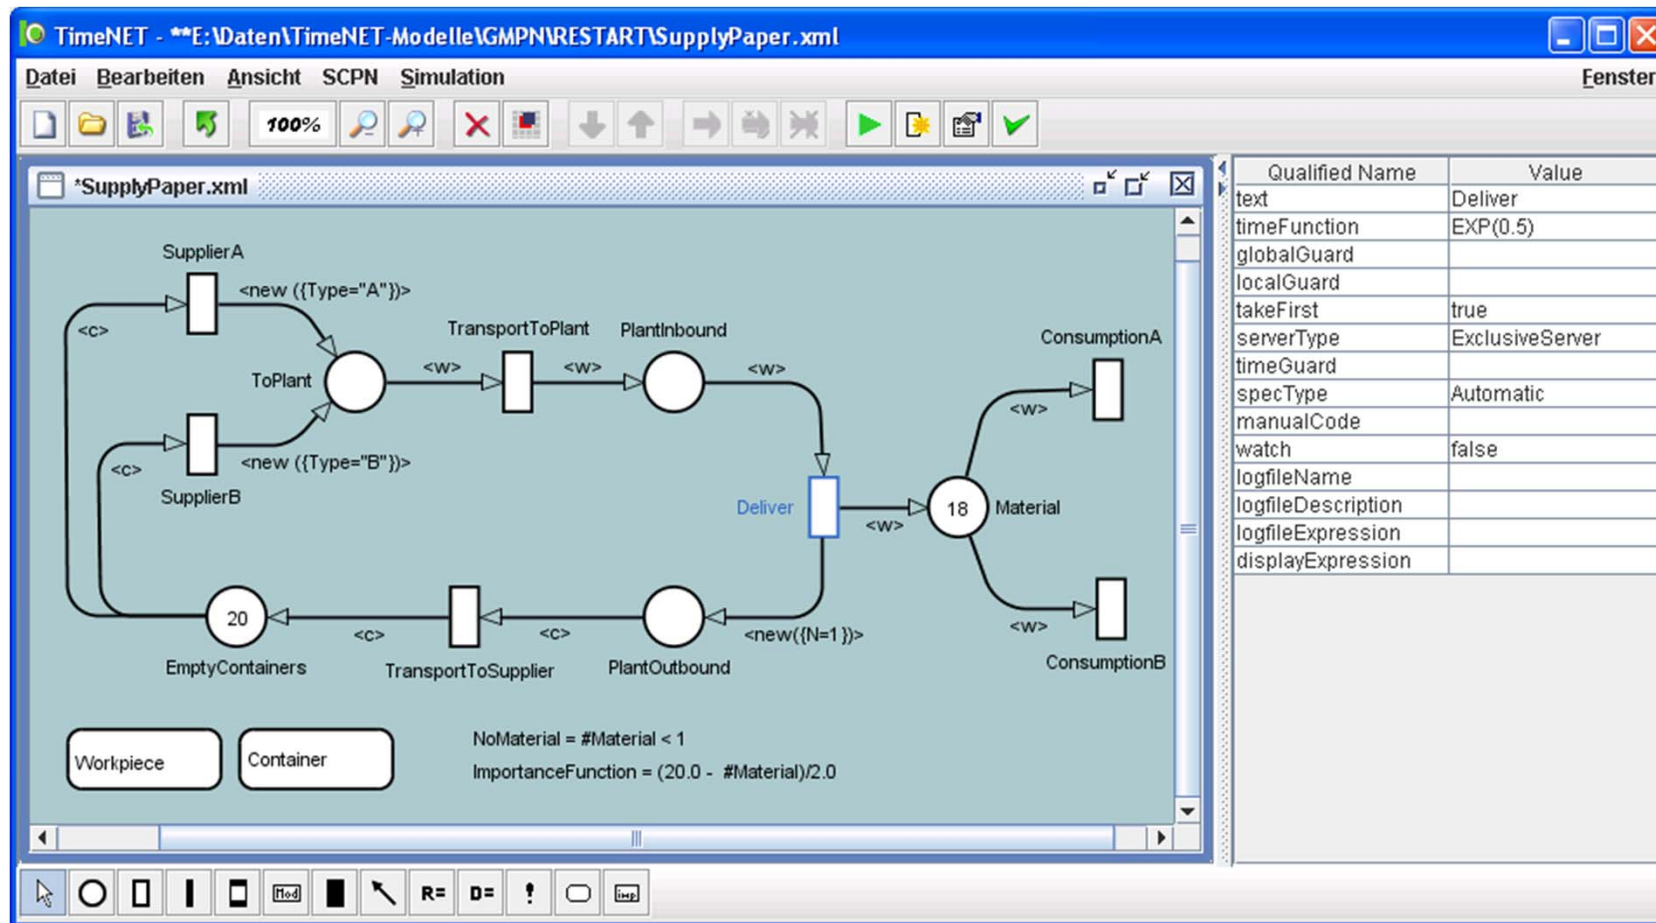 TimeNET - **E:\Daten\TimeNET-Modelle\GMPN\RESTART\SupplyPaper.xml
Datei Bearbeiten Ansicht SCPN Simulation Fenster
100%
*SupplyPaper.xml
SupplierA
<new ({Type="A"})>
<c>
TransportToPlant
PlantInbound
ConsumptionA
ToPlant
<w>
<w>
<w>
<w>
<c>
<new ({Type="B"})>
SupplierB
Deliver
18
Material
<w>
20
<c>
<c>
<new({N=1})>
<w>
EmptyContainers
TransportToSupplier
PlantOutbound
ConsumptionB
Workpiece
Container
NoMaterial = #Material < 1
ImportanceFunction = (20.0 - #Material)/2.0
Qualified Name Value
text Deliver
timeFunction EXP(0.5)
globalGuard
localGuard
takeFirst true
serverType ExclusiveServer
timeGuard
specType Automatic
manualCode
watch false
logfileName
logfileDescription
logfileExpression
displayExpression
Mod R= D= ! imp